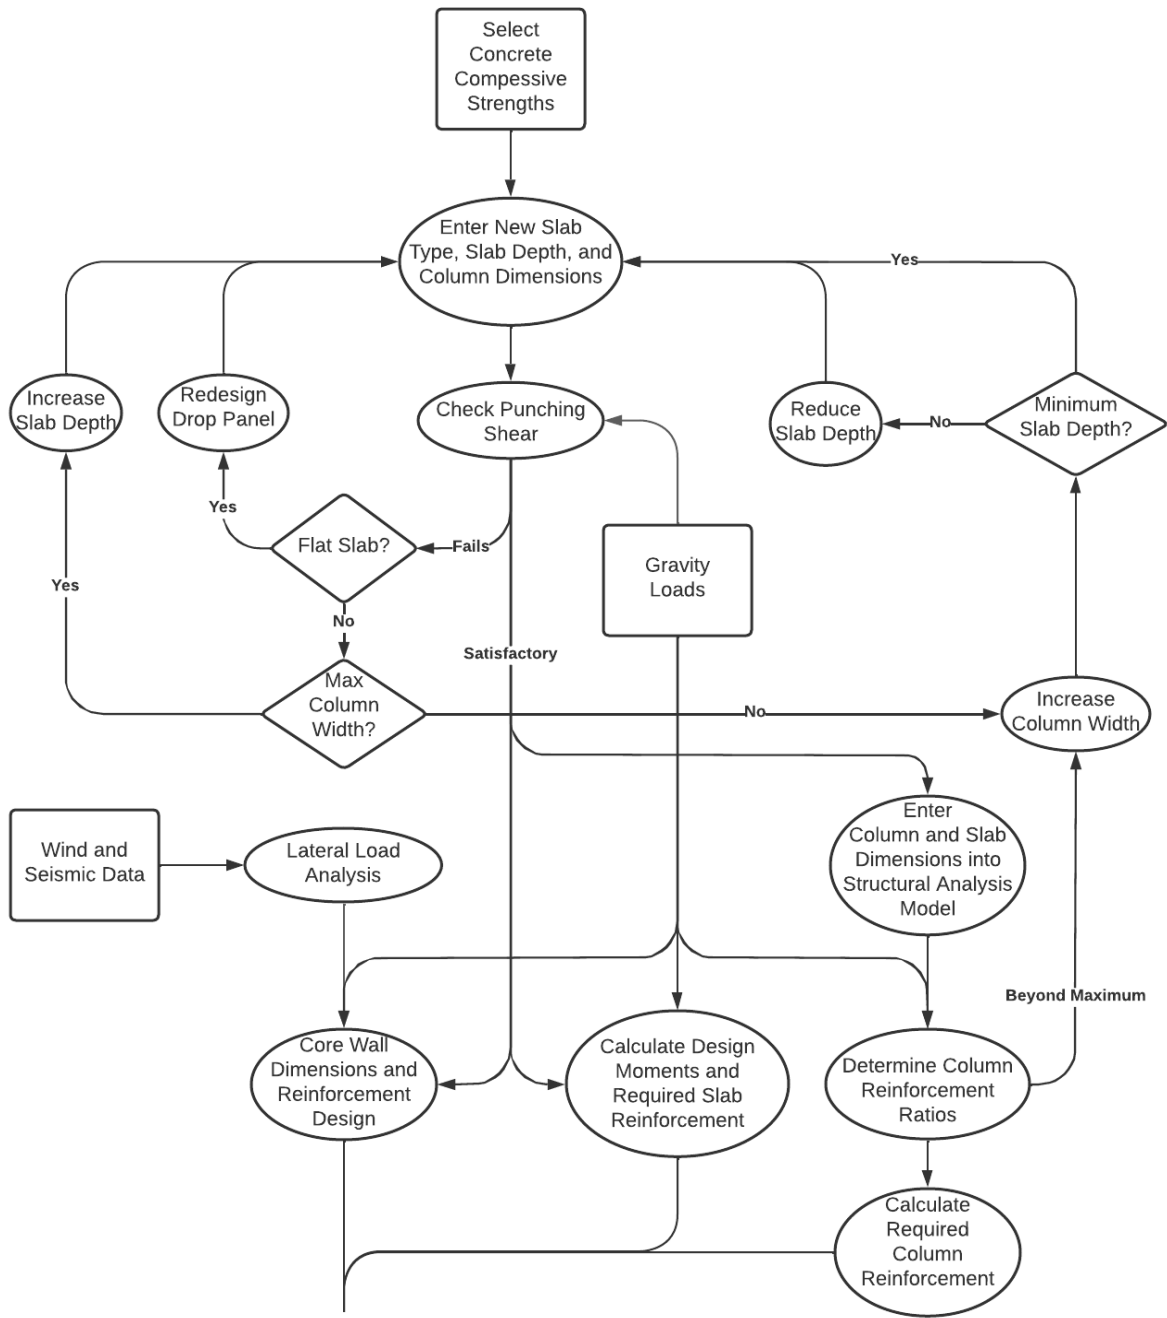 Select
Concrete
Compessive
Strengths
Enter New Slab
Type, Slab Depth, and
Column Dimensions
Yes
Increase
Slab Depth
Redesign
Drop Panel
Check Punching
Shear
Reduce
Slab Depth
No
Minimum
Slab Depth?
Yes
Flat Slab?
Fails
Gravity
Loads
Yes
No
Satisfactory
Max
Column
Width?
No
Increase
Column Width
Wind and
Seismic Data
Lateral Load
Analysis
Enter
Column and Slab
Dimensions into
Structural Analysis
Model
Beyond Maximum
Core Wall
Dimensions and
Reinforcement
Design
Calculate Design
Moments and
Required Slab
Reinforcement
Determine Column
Reinforcement
Ratios
Calculate
Required
Column
Reinforcement